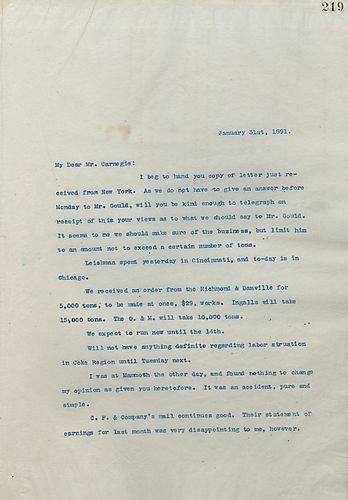 219
January 31st, 1891.
My Dear Mr. Carnegie:
I beg to hand you copy of letter just re-
ceived from New York. As we do not have to give an answer before
Monday to Mr. Gould, will you be kind enough to telegraph on
receipt of this your views as to what we should say to Mr. Gould.
It seems to me we should make sure of the business, but limit him
to an amount not to exceed a certain number of tons.
Leishman spent yesterday in Cincinnati, and to-day is in
Chicago.
We received an order from the Richmond & Danville for
5,000 tons, to be made at once, $29, works. Ingalls will take
15,000 tons. The O. & M. will take 10,000 tons.
We expect to run now until the 14th.
Will not have anything definite regarding labor situation
in Coke Region until Tuesday next.
I was at Mammoth the other day, and found nothing to change
my opinion as given you heretofore. It was an accident, pure and
simple.
C. P. & Company's mail continues good. Their statement of
earnings for last month was very disappointing to me, however.